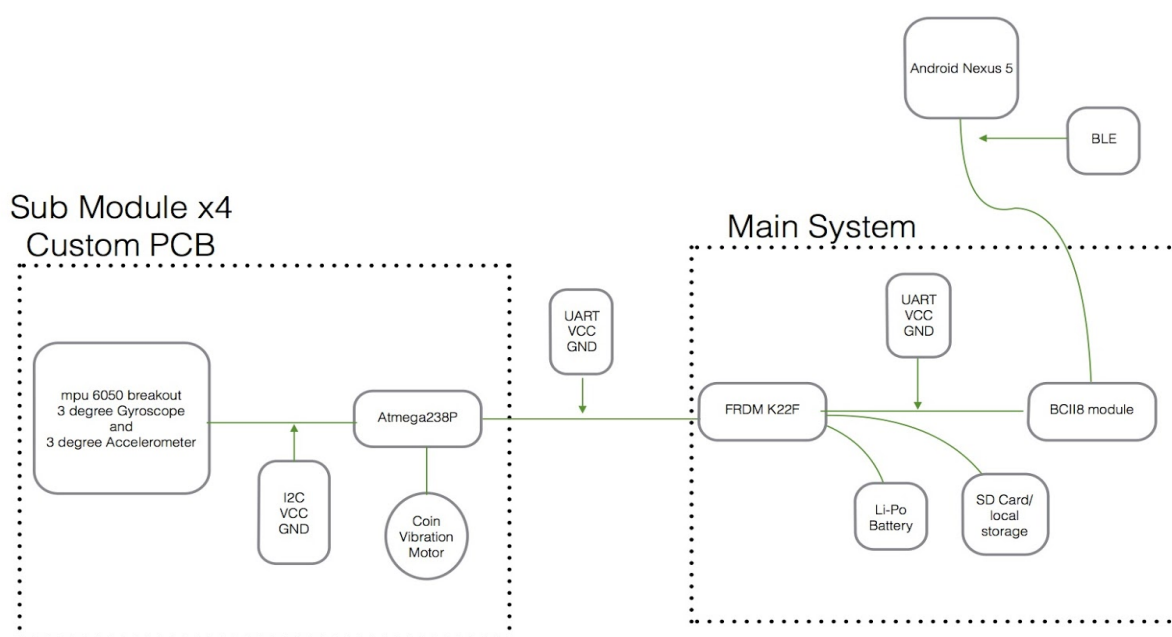 Android Nexus 5
BLE
Sub Module x4
Custom PCB
Main System
UART
VCC
GND
UART
VCC
GND
mpu 6050 breakout
3 degree Gyroscope
and
3 degree Accelerometer
Atmega238P
FRDM K22F
BCII8 module
I2C
VCC
GND
Coin
Vibration
Motor
Li-Po
Battery
SD Card/
local
storage